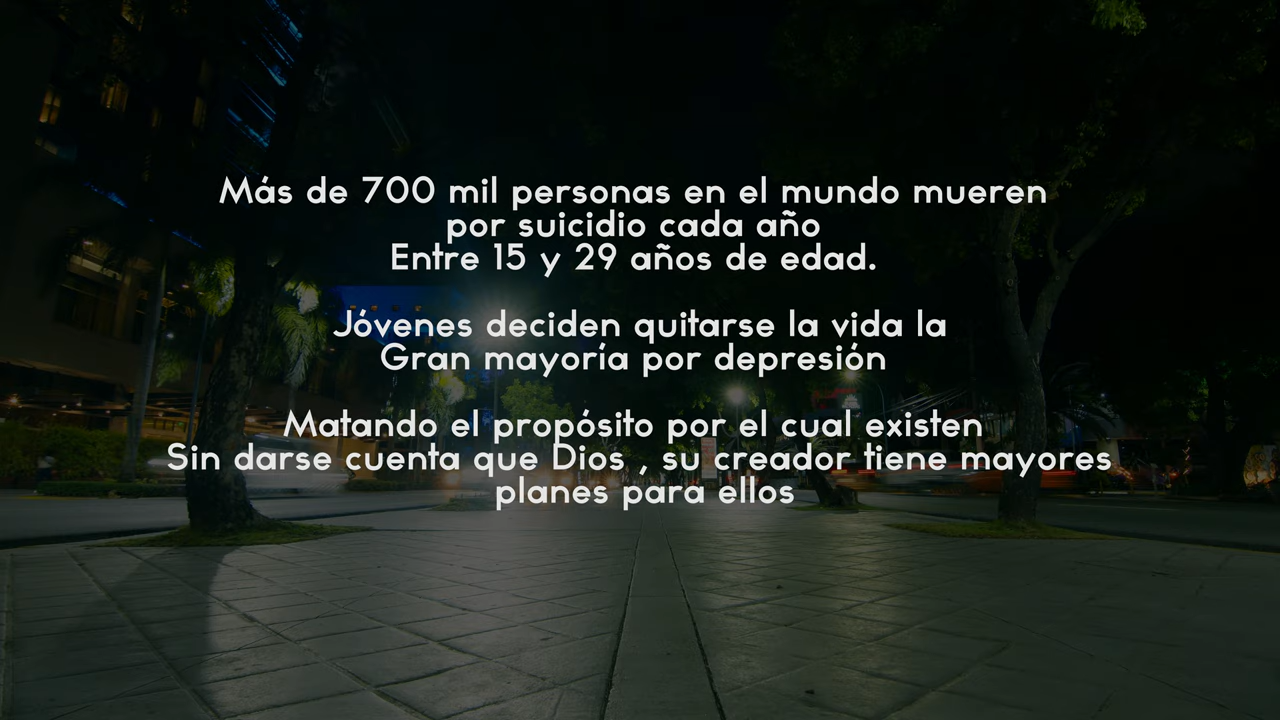 Más de 700 mil personas en el mundo mueren
por suicidio cada año
Entre 15 y 29 años de edad.
Jóvenes deciden quitarse la vida la
Gran mayoría por depresión
Matando el propósito por el cual existen
Sin darse cuenta que Dios , su creador tiene mayores
planes para ellos